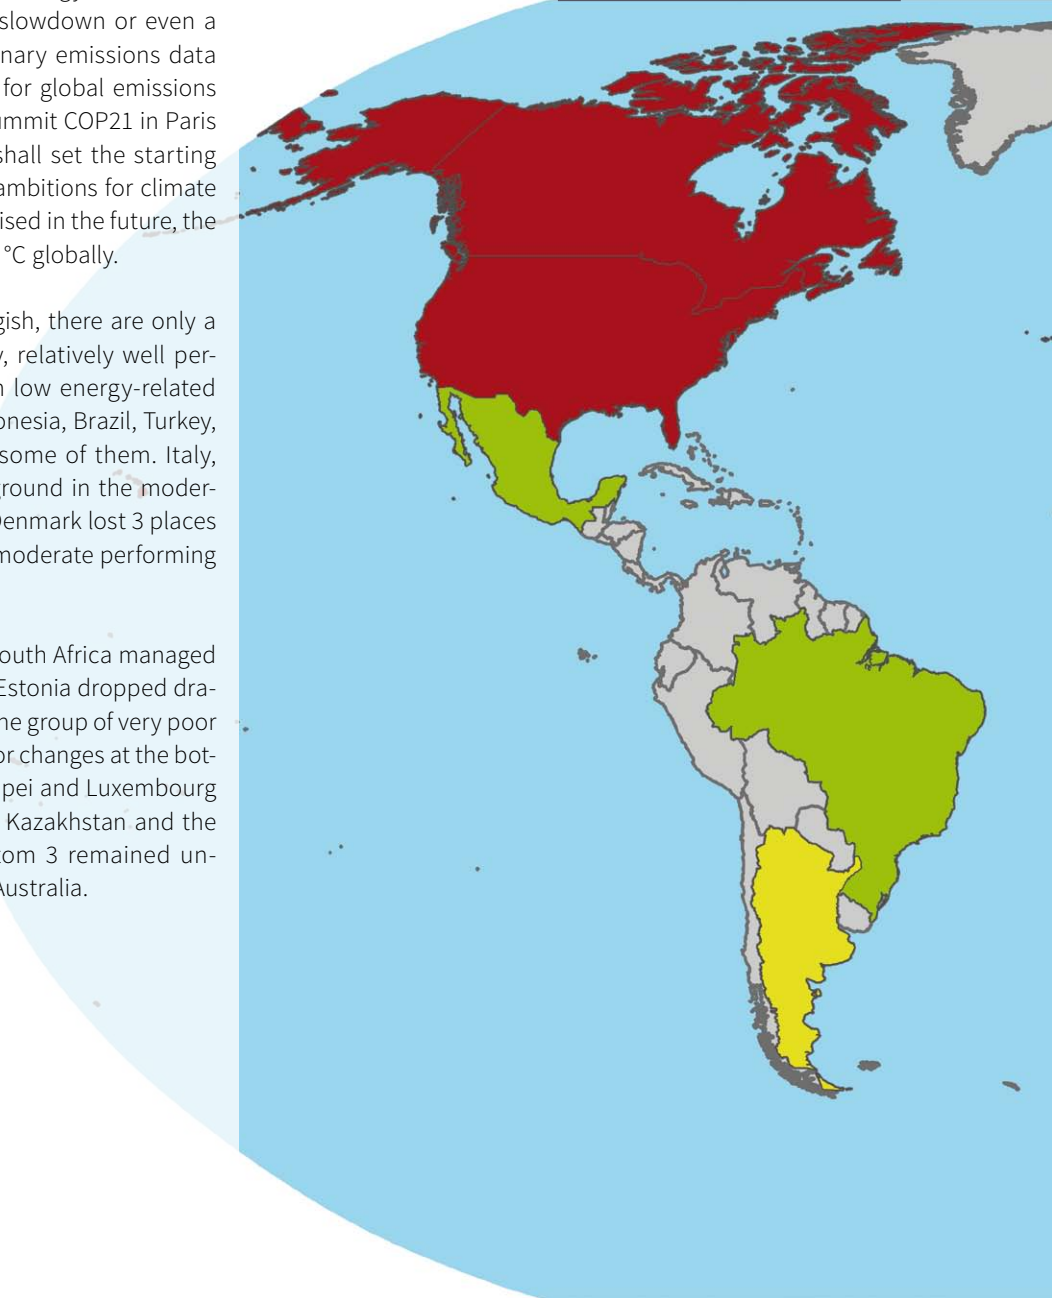 slowdown or even a
nary emissions data
for global emissions
ummit COP21 in Paris
shall set the starting
ambitions for climate
ised in the future, the
°C globally.
gish, there are only a
y, relatively well per-
n low energy-related
onesia, Brazil, Turkey,
some of them. Italy,
ground in the moder-
Denmark lost 3 places
moderate performing
outh Africa managed
Estonia dropped dra-
he group of very poor
or changes at the bot-
pei and Luxembourg
Kazakhstan and the
tom 3 remained un-
Australia.